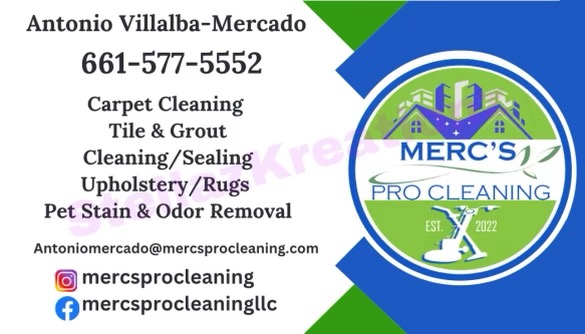 Antonio Villalba-Mercado
661-577-5552
Carpet Cleaning
Tile & Grout
Cleaning/Sealing
Upholstery/Rugs
Pet Stain & Odor Removal
Antoniomercado@mercsprocleaning.com
mercsprocleaning
mercsprocleaningllc
MERC'S
PRO CLEANING
EST. 2022